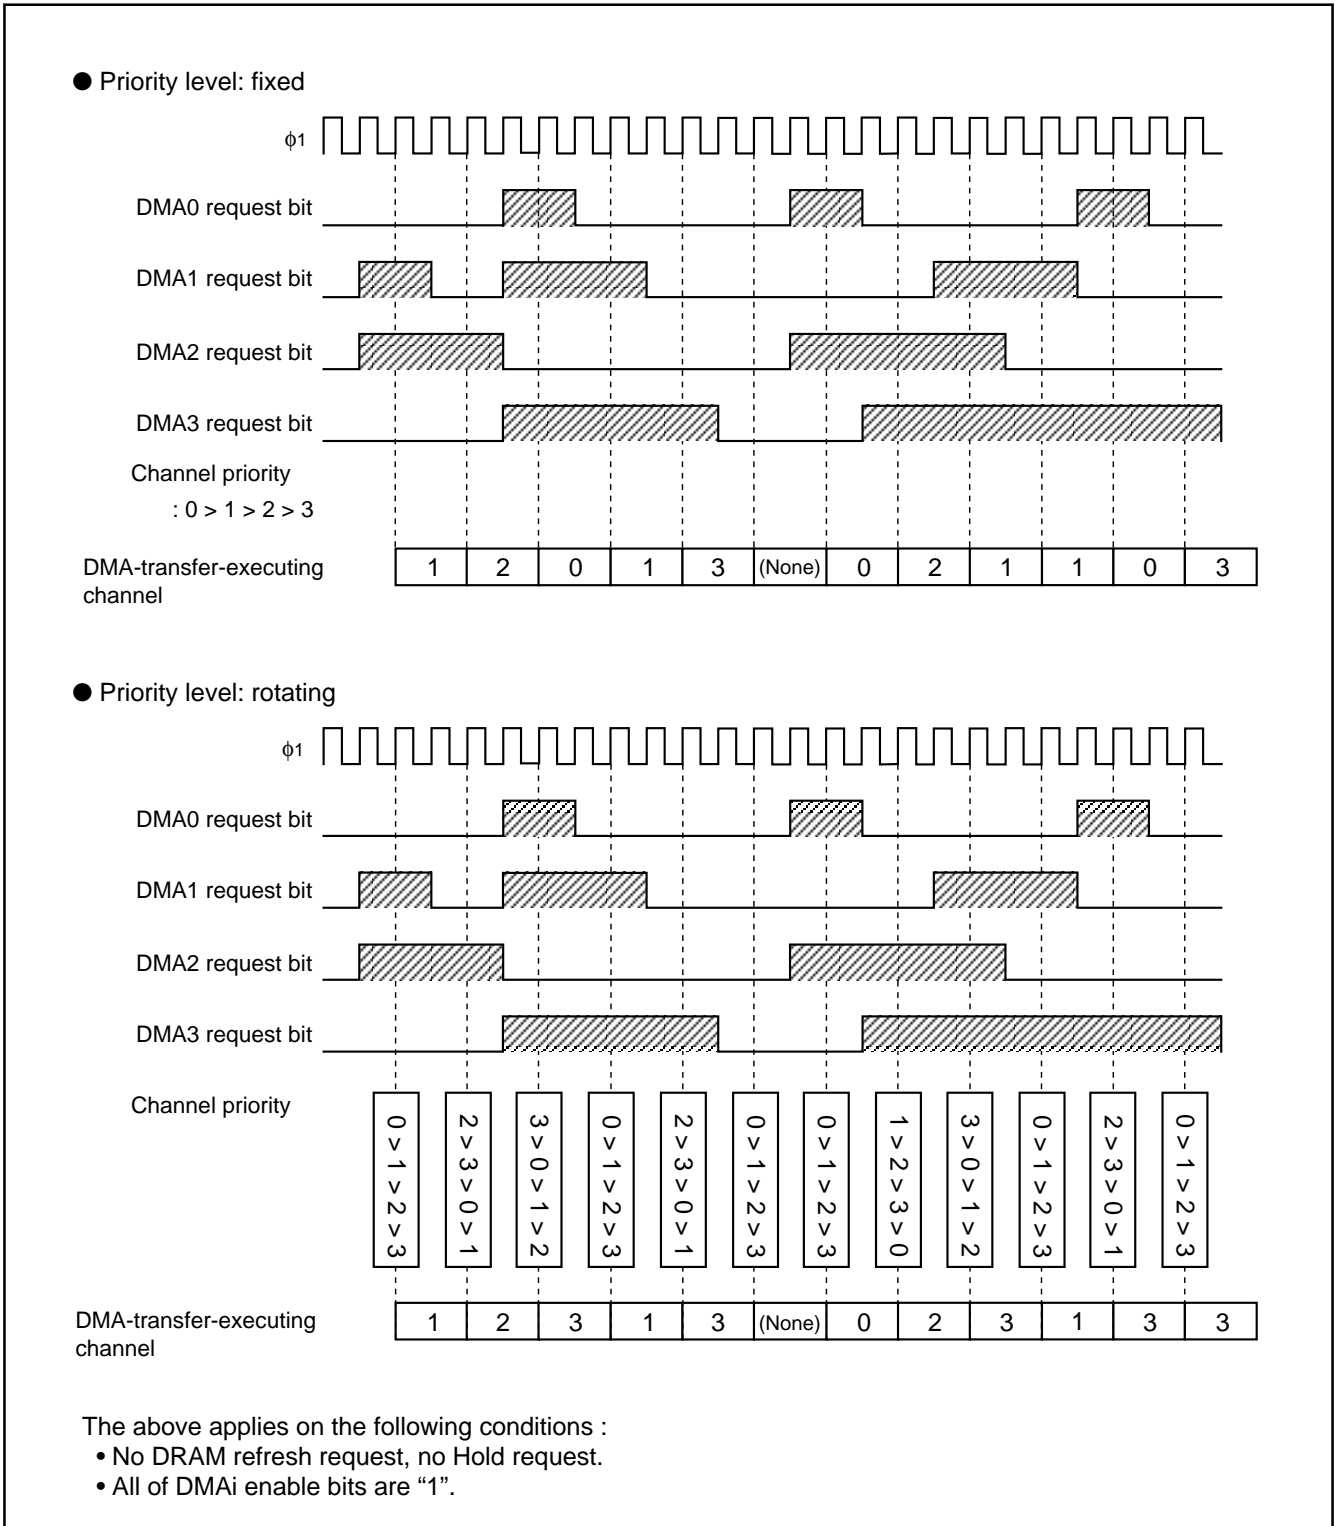 ● Priority level: fixed
ϕ1
DMA0 request bit
DMA1 request bit
DMA2 request bit
DMA3 request bit
Channel priority
: 0 > 1 > 2 > 3
DMA-transfer-executing
channel
1 2 0 1 3 (None) 0 2 1 1 0 3
● Priority level: rotating
ϕ1
DMA0 request bit
DMA1 request bit
DMA2 request bit
DMA3 request bit
Channel priority
0 > 1 > 2 > 3
2 > 3 > 0 > 1
3 > 0 > 1 > 2
0 > 1 > 2 > 3
2 > 3 > 0 > 1
0 > 1 > 2 > 3
0 > 1 > 2 > 3
1 > 2 > 3 > 0
3 > 0 > 1 > 2
0 > 1 > 2 > 3
2 > 3 > 0 > 1
0 > 1 > 2 > 3
DMA-transfer-executing
channel
1 2 3 1 3 (None) 0 2 3 1 3 3
The above applies on the following conditions :
• No DRAM refresh request, no Hold request.
• All of DMAi enable bits are “1”.